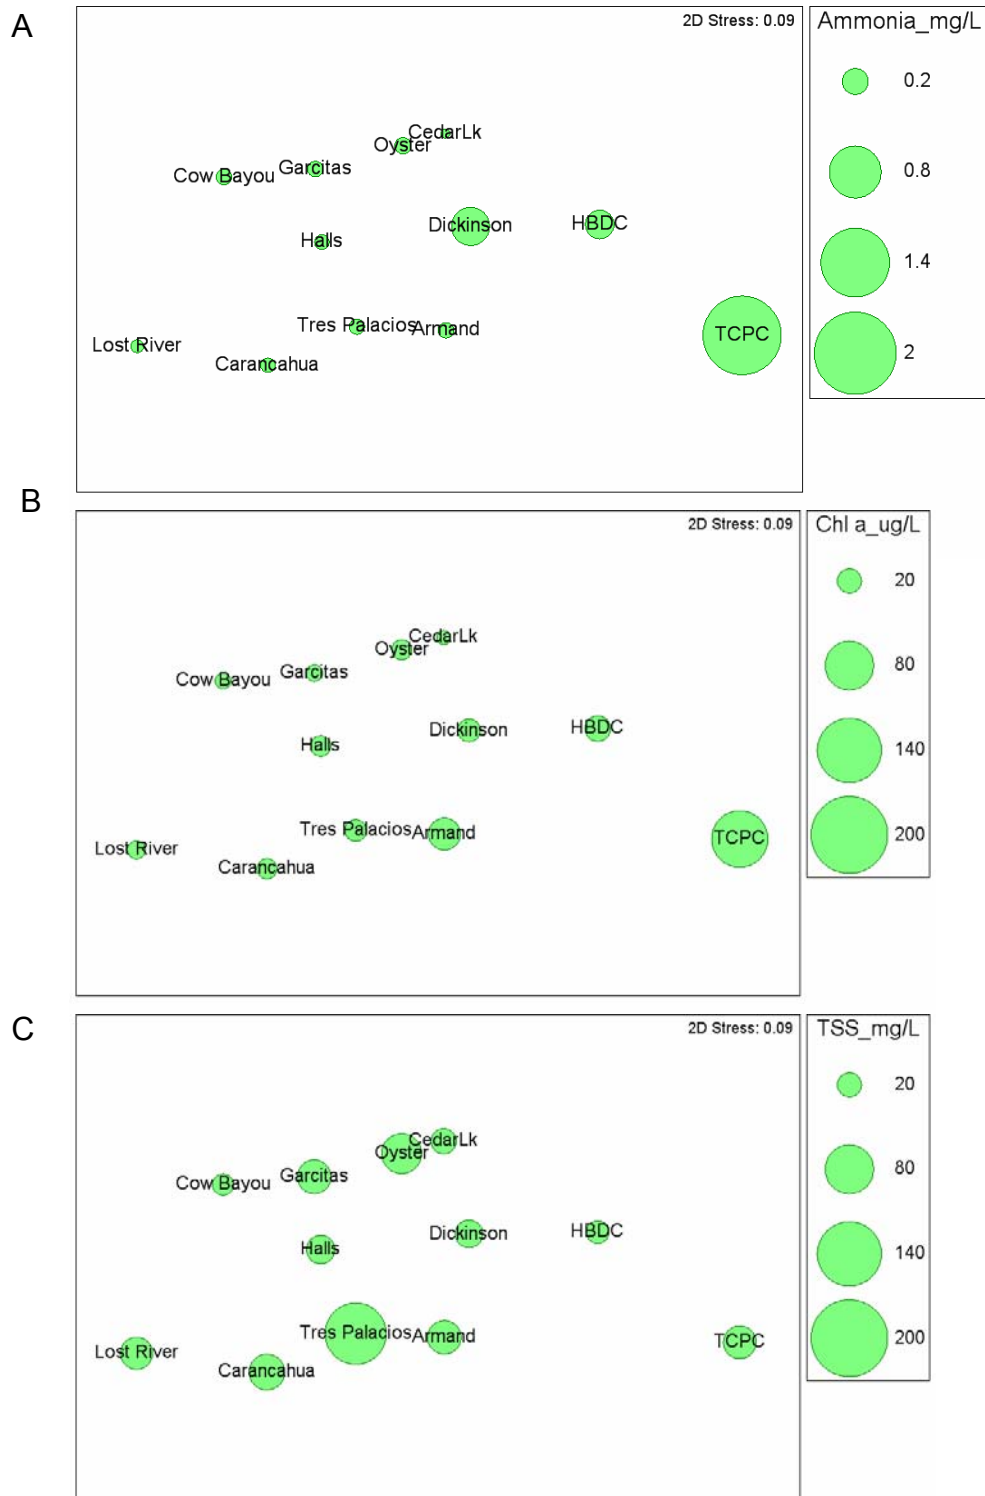 A
2D Stress: 0.09
Ammonia_mg/L
0.2
0.8
1.4
2
CedarLk
Oyster
Garcitas
Cow Bayou
Dickinson
HBDC
Halls
Tres Palacios
Armand
TCPC
Lost River
Carancahua
B
2D Stress: 0.09
Chl a_ug/L
20
80
140
200
CedarLk
Oyster
Garcitas
Cow Bayou
Dickinson
HBDC
Halls
Tres Palacios
Armand
TCPC
Lost River
Carancahua
C
2D Stress: 0.09
TSS_mg/L
20
80
140
200
CedarLk
Oyster
Garcitas
Cow Bayou
Dickinson
HBDC
Halls
Tres Palacios
Armand
TCPC
Lost River
Carancahua